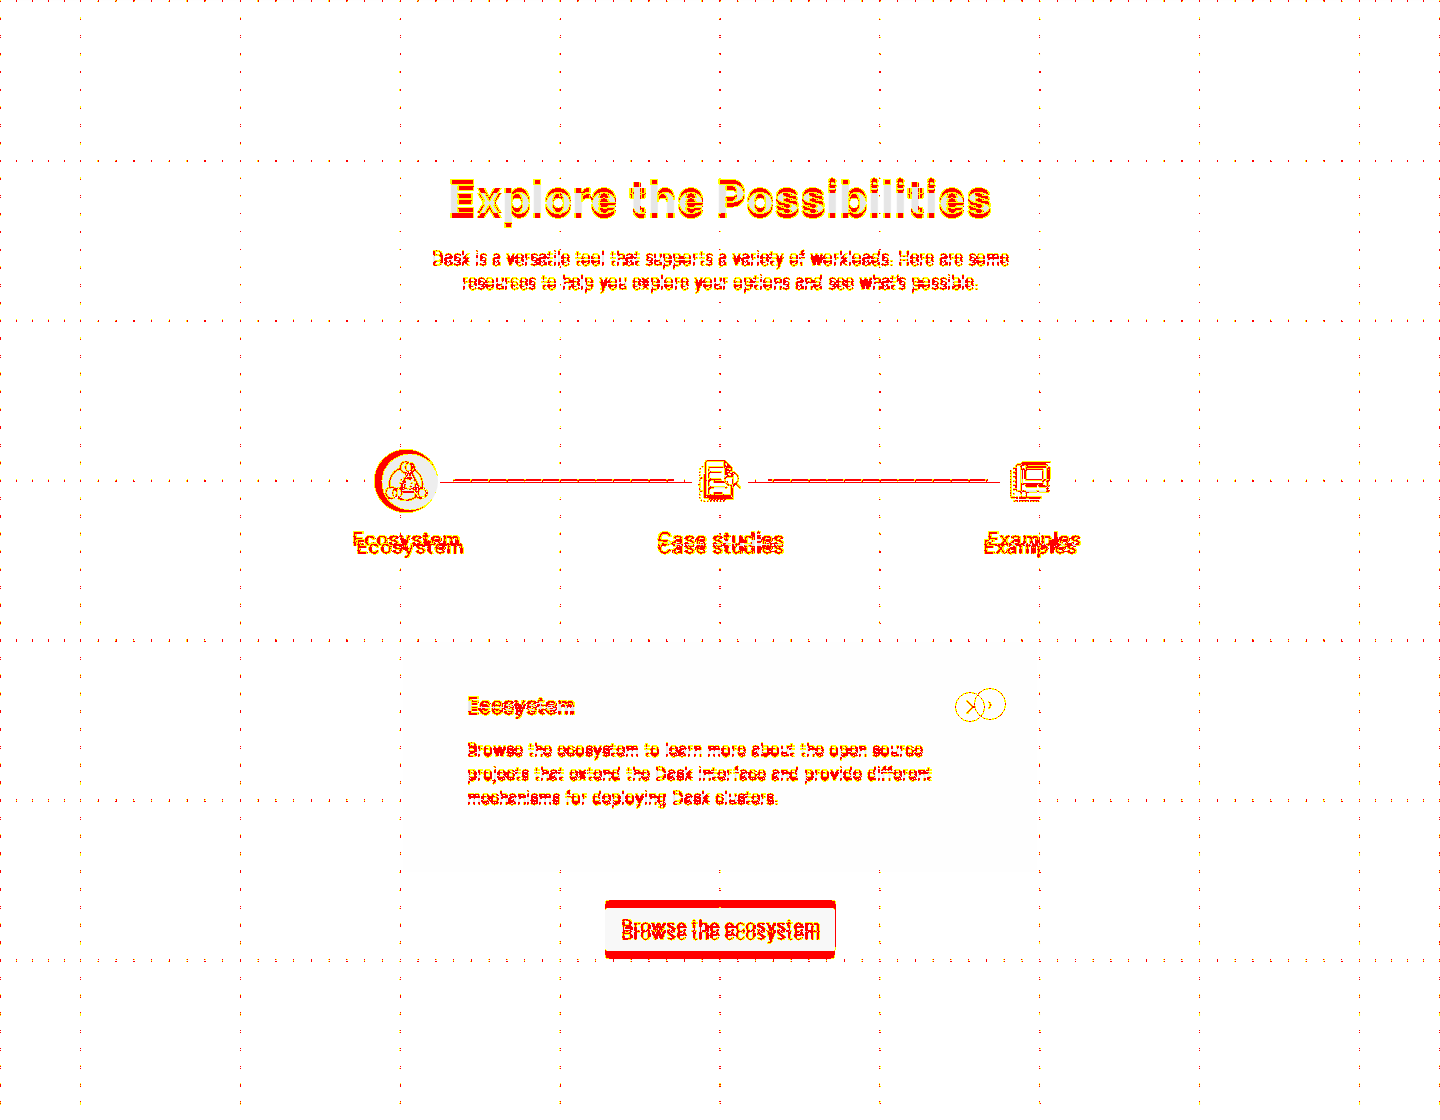 Explore the Possibilities
Dask is a versatile tool that supports a variety of workloads. Here are some
resources to help you explore your options and see what's possible.
Ecosystem
Case studies
Examples
Ecosystem
Browse the ecosystem to learn more about the open source
projects that extend the Dask interface and provide different
mechanisms for deploying Dask clusters.
Browse the ecosystem